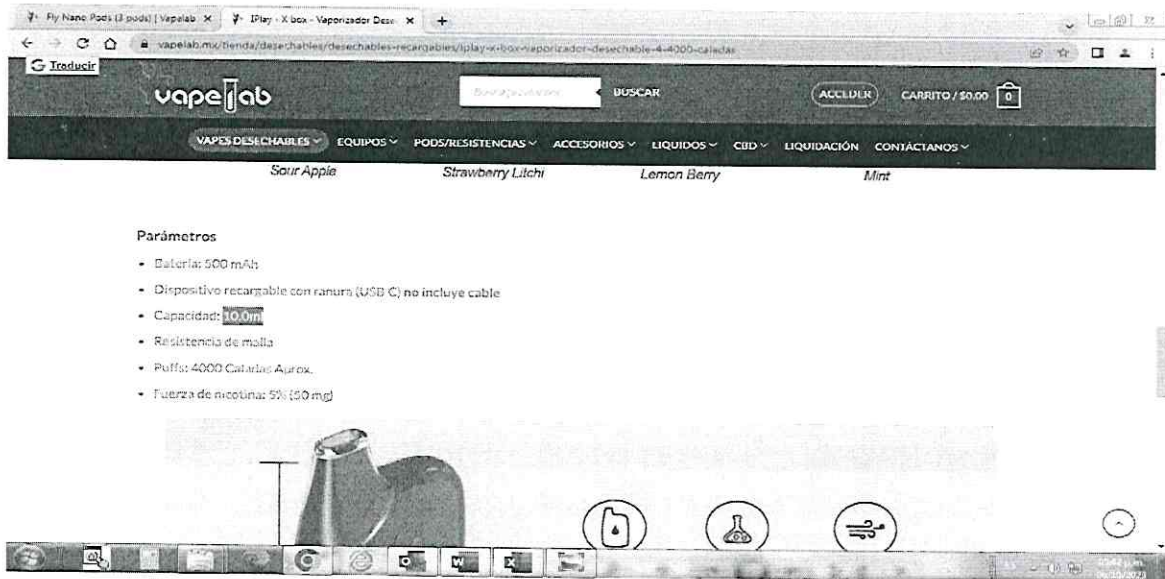 Fly Nano Pods (3 pods) | Vapelab
IPlay - X box - Vaporizador Dese
vapelab.mx/tienda/desechables/desechables-recargables/iplay-x-box-vaporizador-desechable-4-4000-caladas
Traducir
vapelab
BUSCAR
ACCEDER
CARRITO / $0.00
0
VAPES DESECHABLES
EQUIPOS
PODS/RESISTENCIAS
ACCESORIOS
LIQUIDOS
CBD
LIQUIDACIÓN
CONTÁCTANOS
Sour Apple
Strawberry Litchi
Lemon Berry
Mint
Parámetros
• Batería: 500 mAh
• Dispositivo recargable con ranura (USB C) no incluye cable
• Capacidad: 10.0ml
• Resistencia de malla
• Puffs: 4000 Caladas Aprox.
• Fuerza de nicotina: 5% (50 mg)